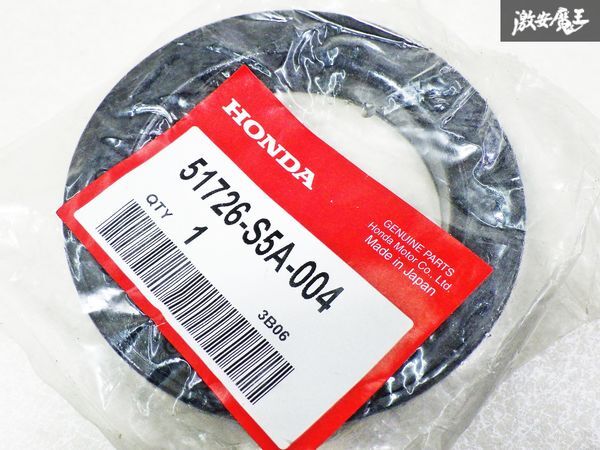 激安魔王
HONDA
51726-S5A-004
QTY
1
3B06
GENUINE PARTS
Honda Motor Co., Ltd.
Made in Japan